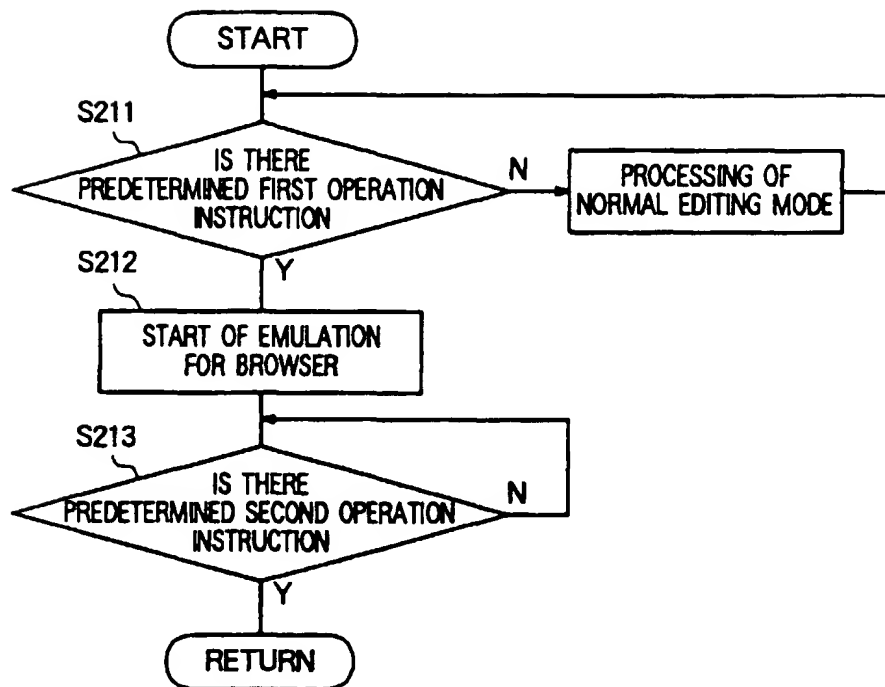 START
S211
IS THERE
PREDETERMINED FIRST OPERATION
INSTRUCTION
N
PROCESSING OF
NORMAL EDITING MODE
Y
S212
START OF EMULATION
FOR BROWSER
S213
IS THERE
PREDETERMINED SECOND OPERATION
INSTRUCTION
N
Y
RETURN